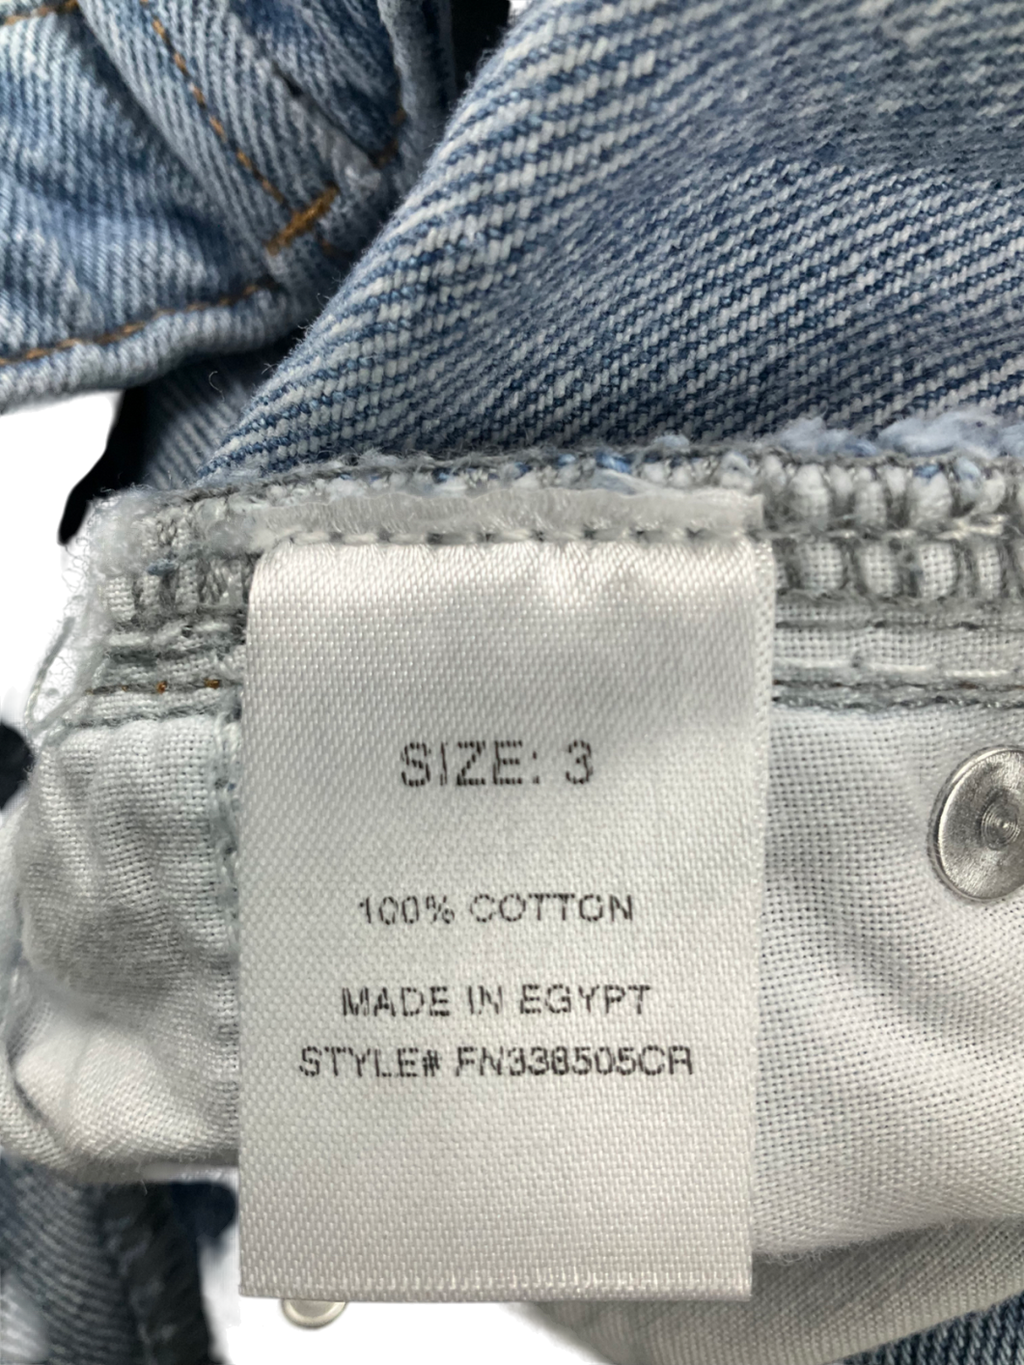 SIZE: 3
100% COTTON
MADE IN EGYPT
STYLE# FN338505CR